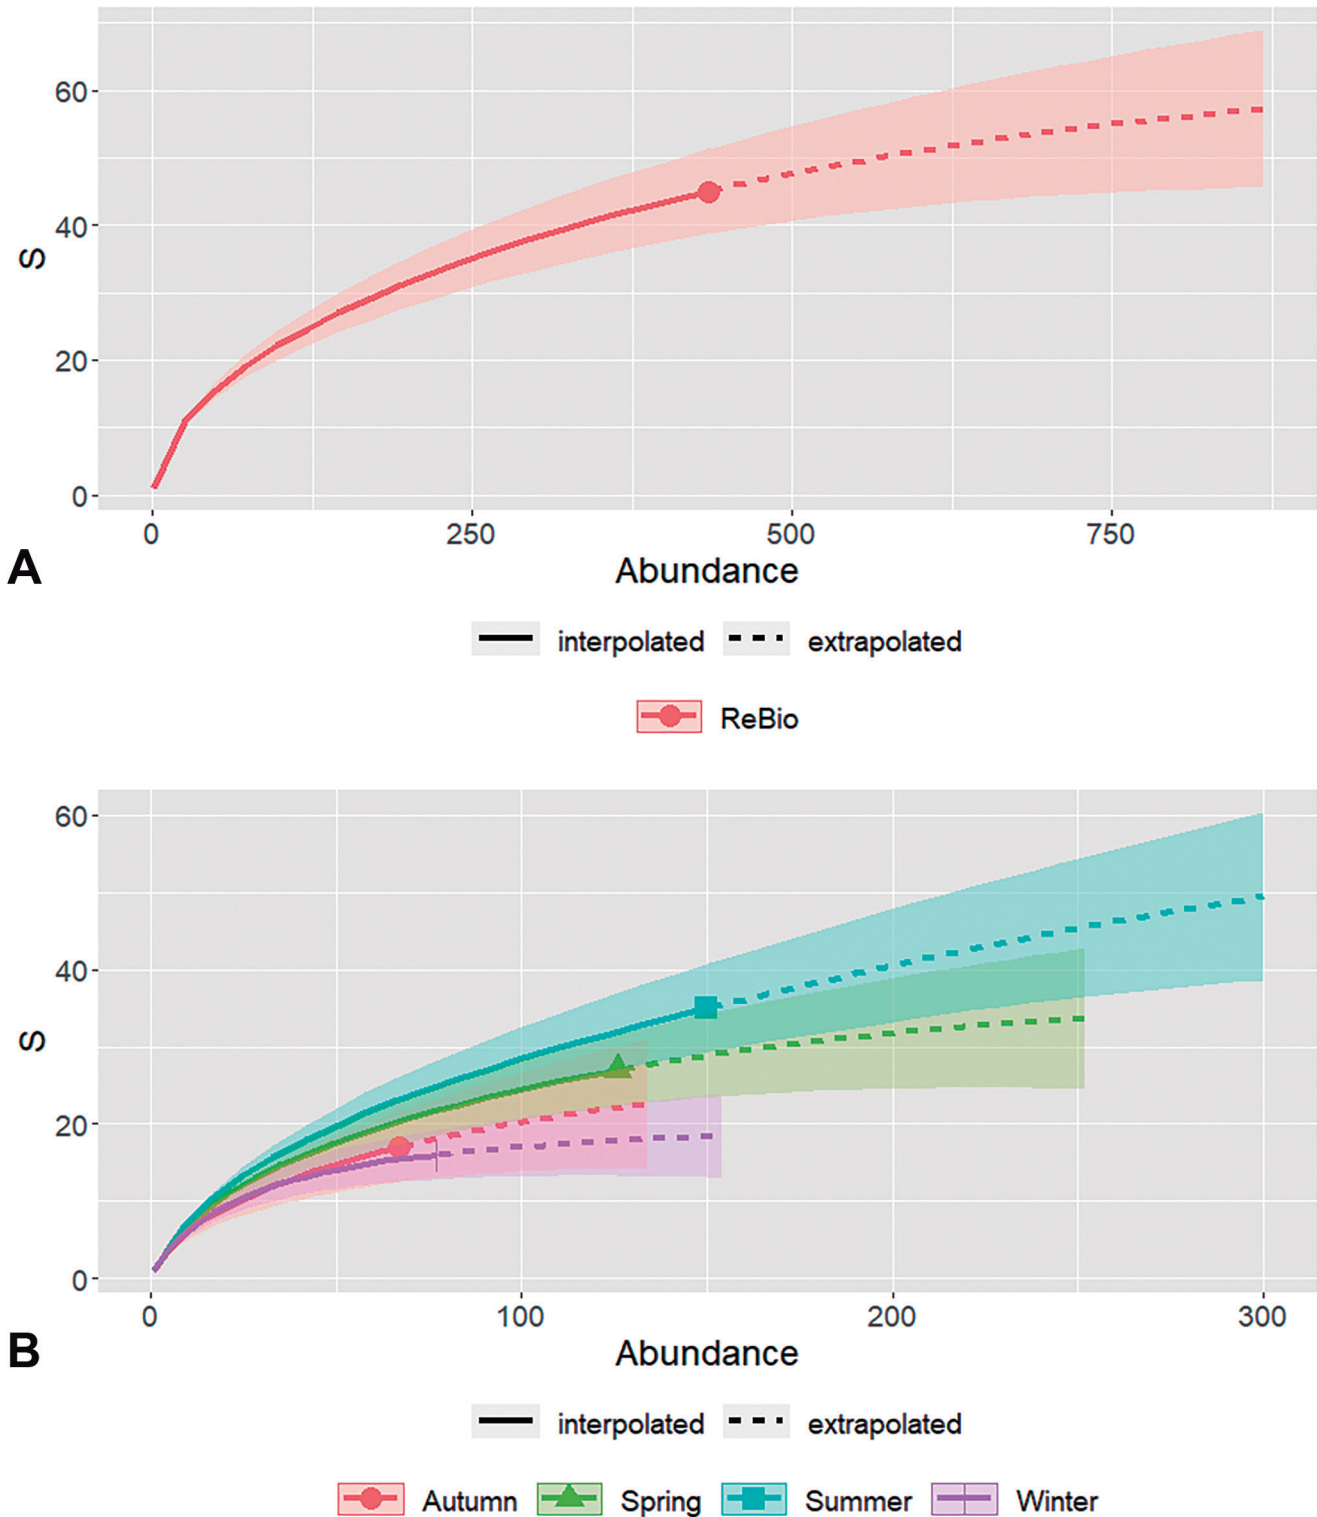 60
40
S
20
0
0 250 500 750
A
Abundance
interpolated extrapolated
ReBio
60
40
S
20
0
0 100 200 300
B
Abundance
interpolated extrapolated
Autumn Spring Summer Winter